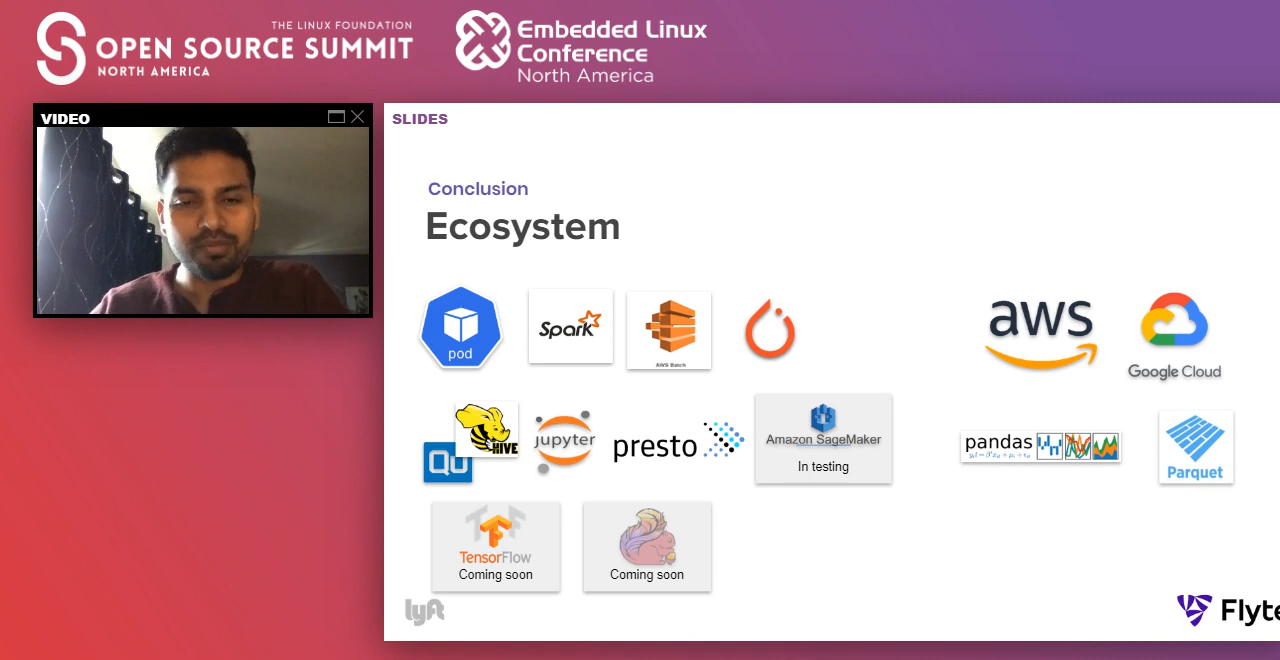 THE LINUX FOUNDATION
OPEN SOURCE SUMMIT
NORTH AMERICA
Embedded Linux
Conference
North America
VIDEO
SLIDES
Conclusion
Ecosystem
pod
Spark
AWS Batch
aws
Google Cloud
HIVE
Qu
jupyter
presto
Amazon SageMaker
In testing
pandas
Parquet
TensorFlow
Coming soon
Coming soon
lyft
Flyte